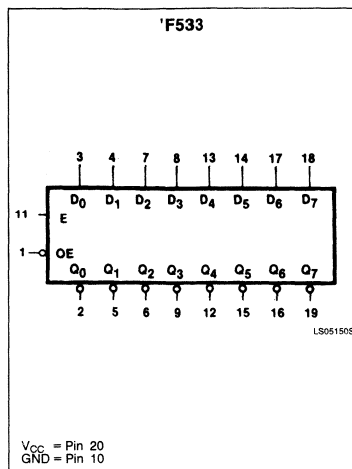 'F533
3 4 7 8 13 14 17 18
D0 D1 D2 D3 D4 D5 D6 D7
11 E
1 OE
Q0 Q1 Q2 Q3 Q4 Q5 Q6 Q7
2 5 6 9 12 15 16 19
LS05150S
VCC = Pin 20
GND = Pin 10